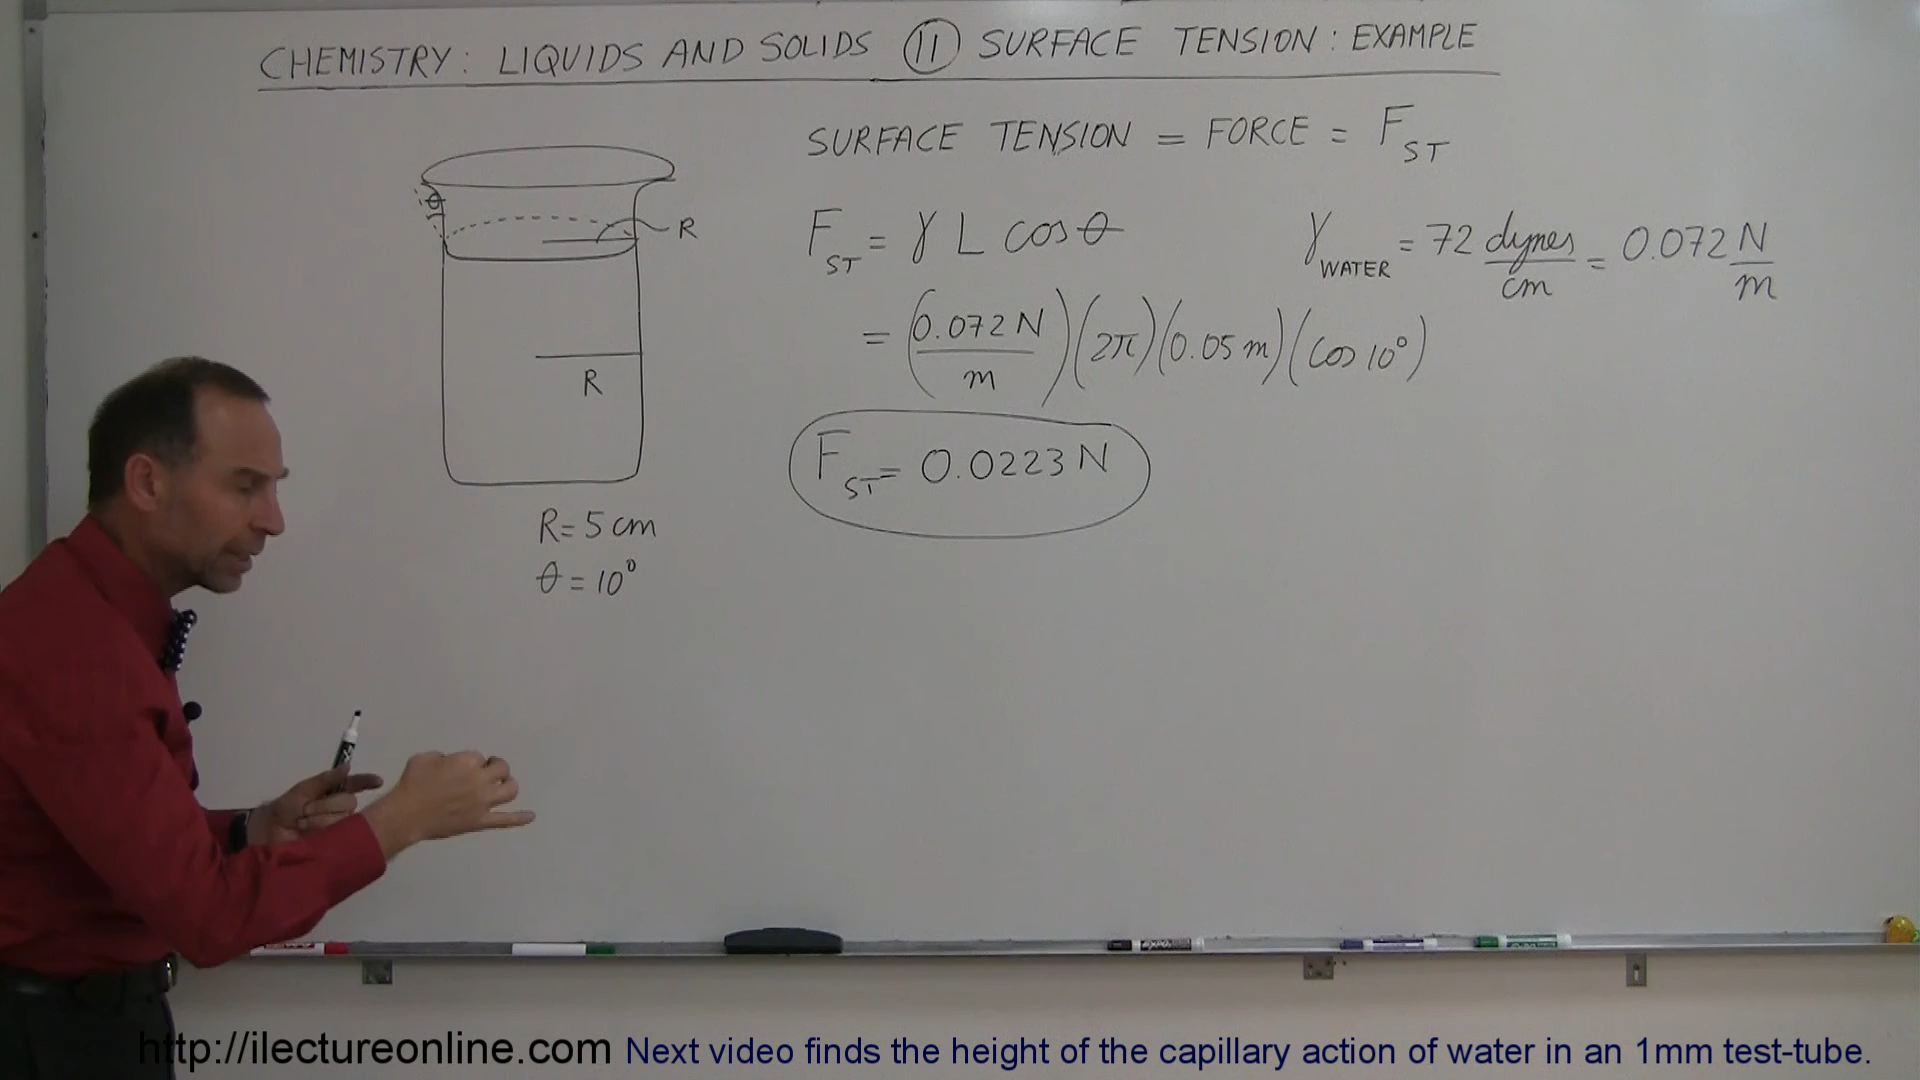 CHEMISTRY: LIQUIDS AND SOLIDS ⑪ SURFACE TENSION: EXAMPLE
SURFACE TENSION = FORCE = F_ST
θ
R
F_ST = γ L cos θ
γ_WATER = 72 dynes/cm = 0.072 N/m
= (0.072 N/m)(2π)(0.05 m)(cos 10°)
R
F_ST = 0.0223 N
R = 5 cm
θ = 10°
http://ilectureonline.com Next video finds the height of the capillary action of water in an 1mm test-tube.